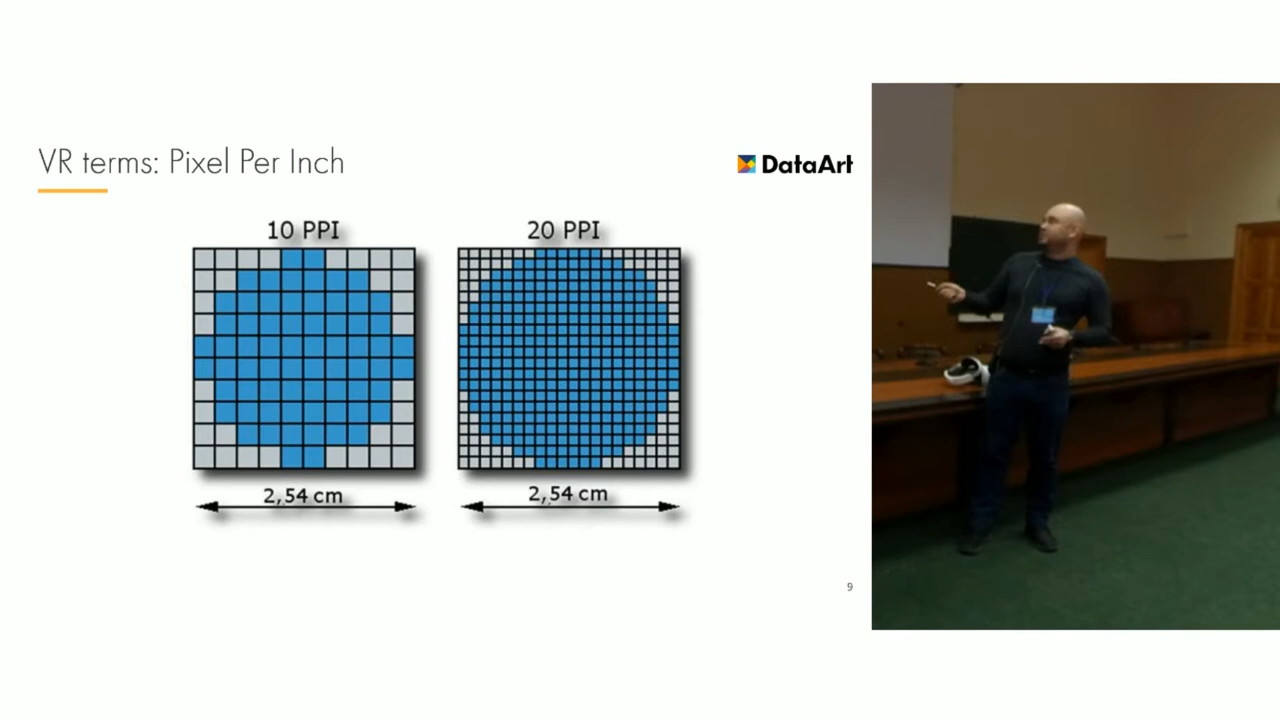 VR terms: Pixel Per Inch
DataArt
10 PPI
20 PPI
2,54 cm
2,54 cm
9